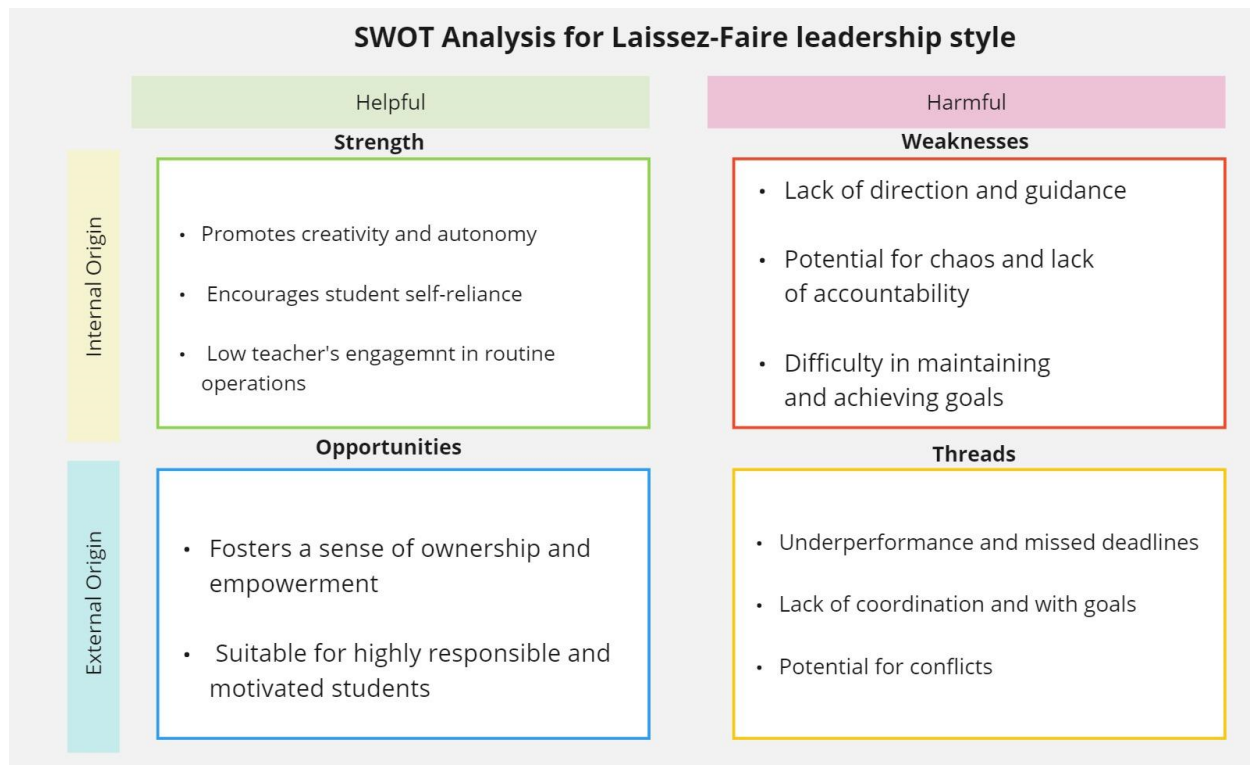 SWOT Analysis for Laissez-Faire leadership style
Helpful
Harmful
Internal Origin
Strength
• Promotes creativity and autonomy
• Encourages student self-reliance
• Low teacher's engagemnt in routine
operations
Weaknesses
• Lack of direction and guidance
• Potential for chaos and lack
of accountability
• Difficulty in maintaining
and achieving goals
External Origin
Opportunities
• Fosters a sense of ownership and
empowerment
• Suitable for highly responsible and
motivated students
Threads
• Underperformance and missed deadlines
• Lack of coordination and with goals
• Potential for conflicts